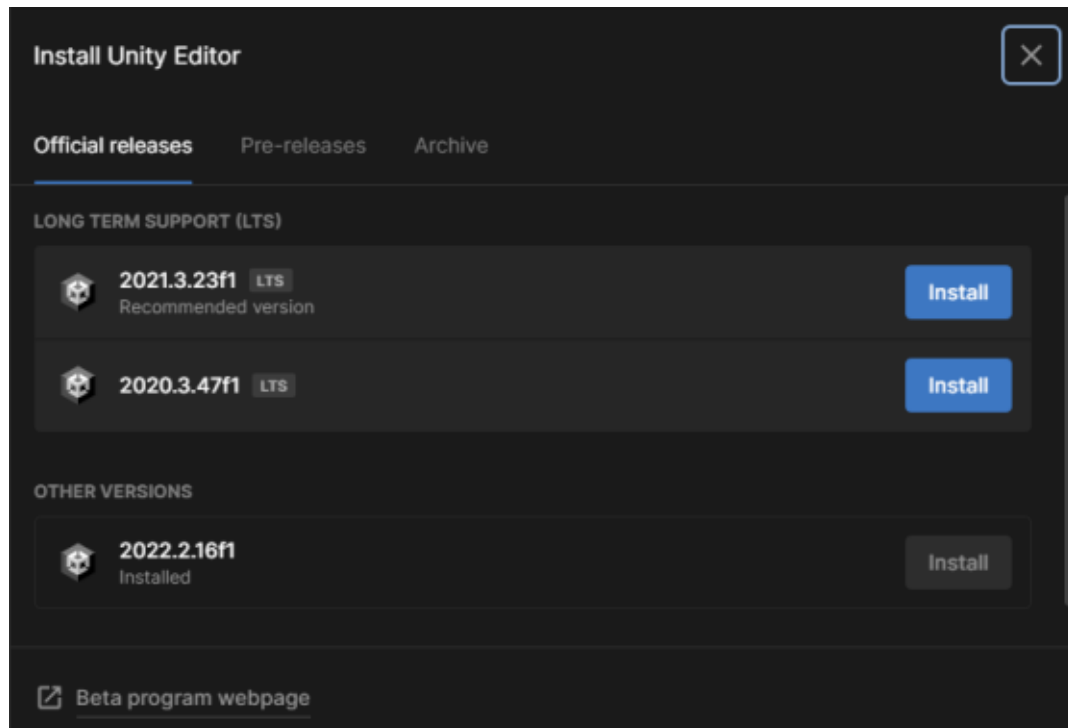 Install Unity Editor
Official releases Pre-releases Archive
LONG TERM SUPPORT (LTS)
2021.3.23f1 LTS
Recommended version
Install
2020.3.47f1 LTS
Install
OTHER VERSIONS
2022.2.16f1
Installed
Install
Beta program webpage